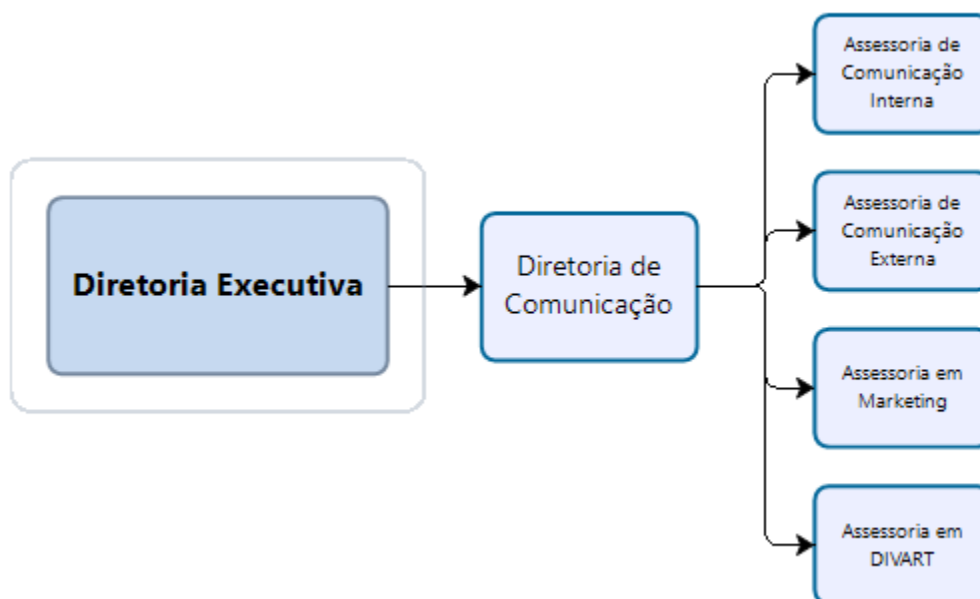 Diretoria Executiva
Diretoria de
Comunicação
Assessoria de
Comunicação
Interna
Assessoria de
Comunicação
Externa
Assessoria em
Marketing
Assessoria em
DIVART